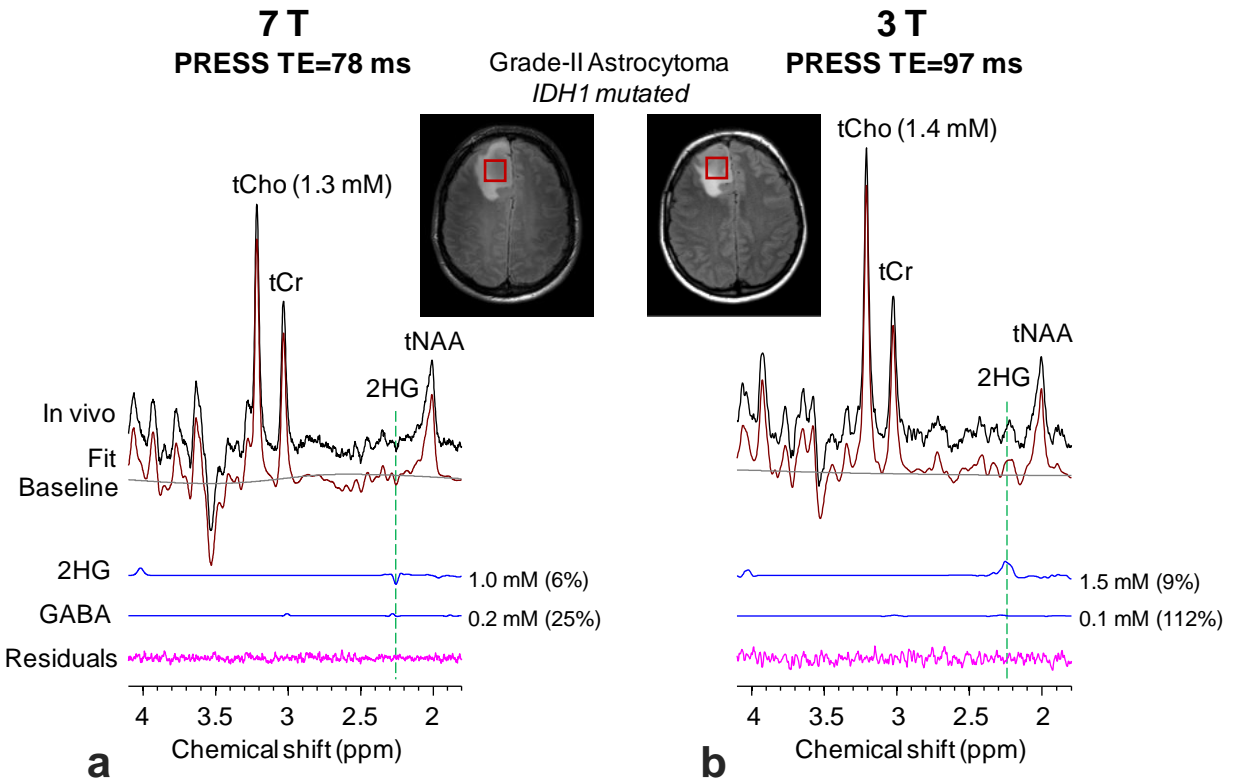 7 T
PRESS TE=78 ms
Grade-II Astrocytoma
IDH1 mutated
3 T
PRESS TE=97 ms
tCho (1.3 mM)
tCr
tNAA
2HG
In vivo
Fit
Baseline
2HG
1.0 mM (6%)
GABA
0.2 mM (25%)
Residuals
4 3.5 3 2.5 2
Chemical shift (ppm)
a
tCho (1.4 mM)
tCr
tNAA
2HG
1.5 mM (9%)
0.1 mM (112%)
4 3.5 3 2.5 2
Chemical shift (ppm)
b